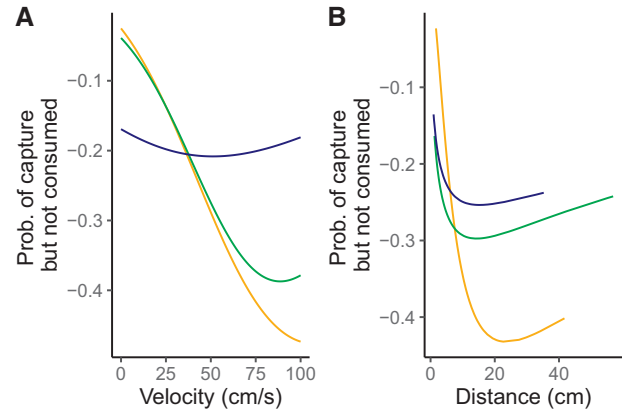 A
Prob. of capture
but not consumed
−0.1
−0.2
−0.3
−0.4
0
25
50
75
100
Velocity (cm/s)
B
Prob. of capture
but not consumed
−0.1
−0.2
−0.3
−0.4
0
20
40
Distance (cm)